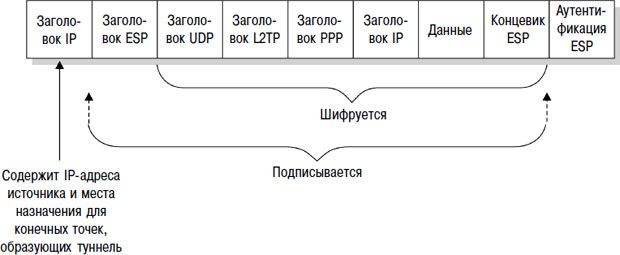 Заголо-
вок IP
Заголо-
вок ESP
Заголо-
вок UDP
Заголо-
вок L2TP
Заголо-
вок PPP
Заголо-
вок IP
Данные
Концевик
ESP
Аутенти-
фикация
ESP
Шифруется
Подписывается
Содержит IP-адреса
источника и места
назначения для
конечных точек,
образующих туннель